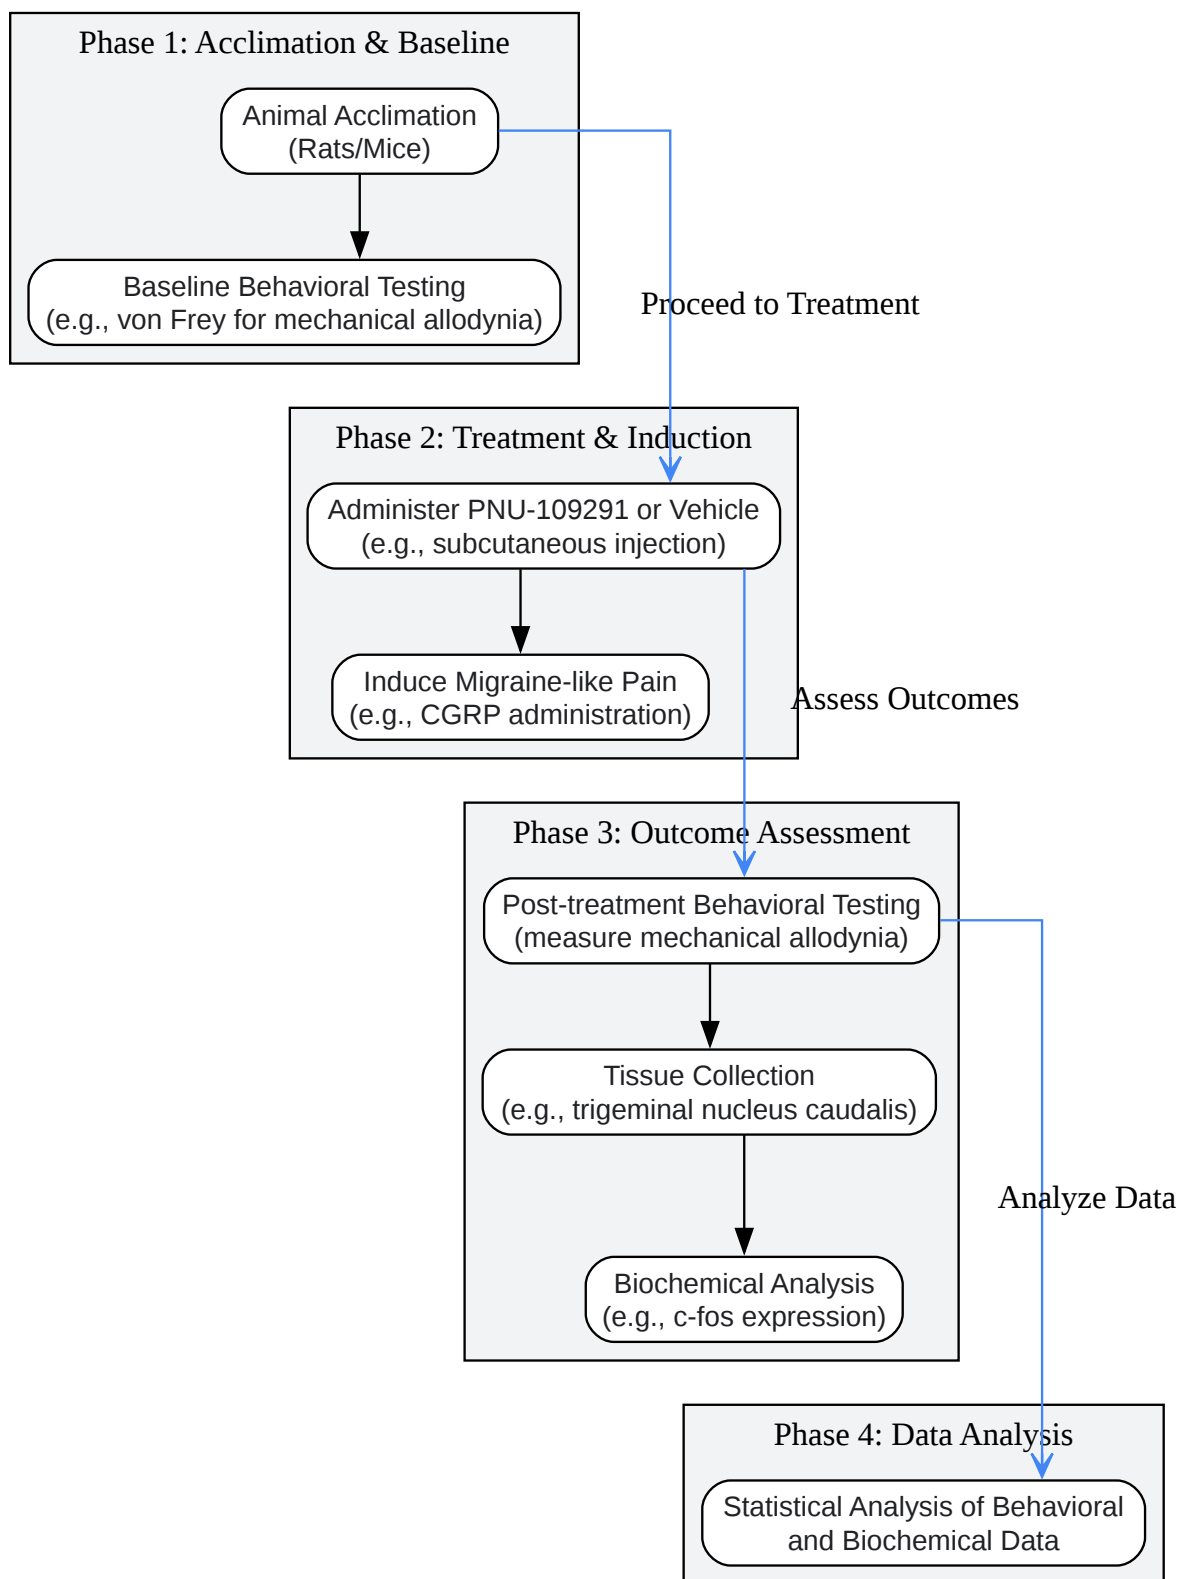 Phase 1: Acclimation & Baseline
Animal Acclimation
(Rats/Mice)
Baseline Behavioral Testing
(e.g., von Frey for mechanical allodynia)
Proceed to Treatment
Phase 2: Treatment & Induction
Administer PNU-109291 or Vehicle
(e.g., subcutaneous injection)
Induce Migraine-like Pain
(e.g., CGRP administration)
Assess Outcomes
Phase 3: Outcome Assessment
Post-treatment Behavioral Testing
(measure mechanical allodynia)
Tissue Collection
(e.g., trigeminal nucleus caudalis)
Analyze Data
Biochemical Analysis
(e.g., c-fos expression)
Phase 4: Data Analysis
Statistical Analysis of Behavioral
and Biochemical Data